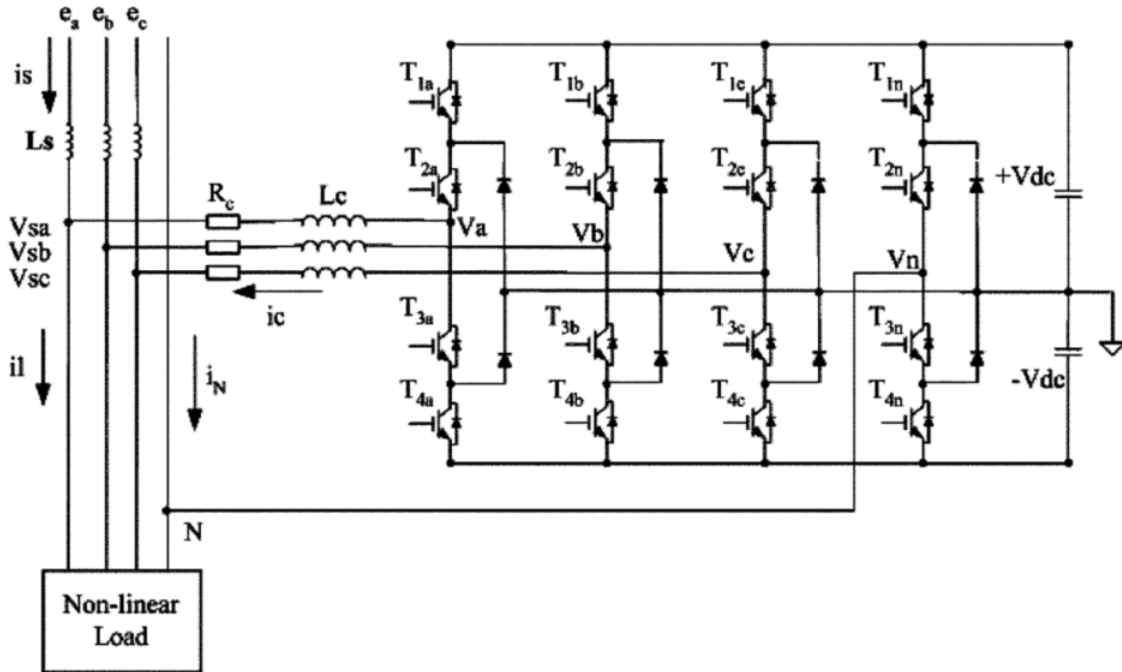 ea eb ec
is
Ls
T1a T1b T1c T1n
T2a T2b T2c T2n
+Vdc
Rc Lc
Vsa
Vsb
Vsc
Va Vb Vc Vn
ic
il
iN
T3a T3b T3c T3n
T4a T4b T4c T4n
-Vdc
N
Non-linear
Load